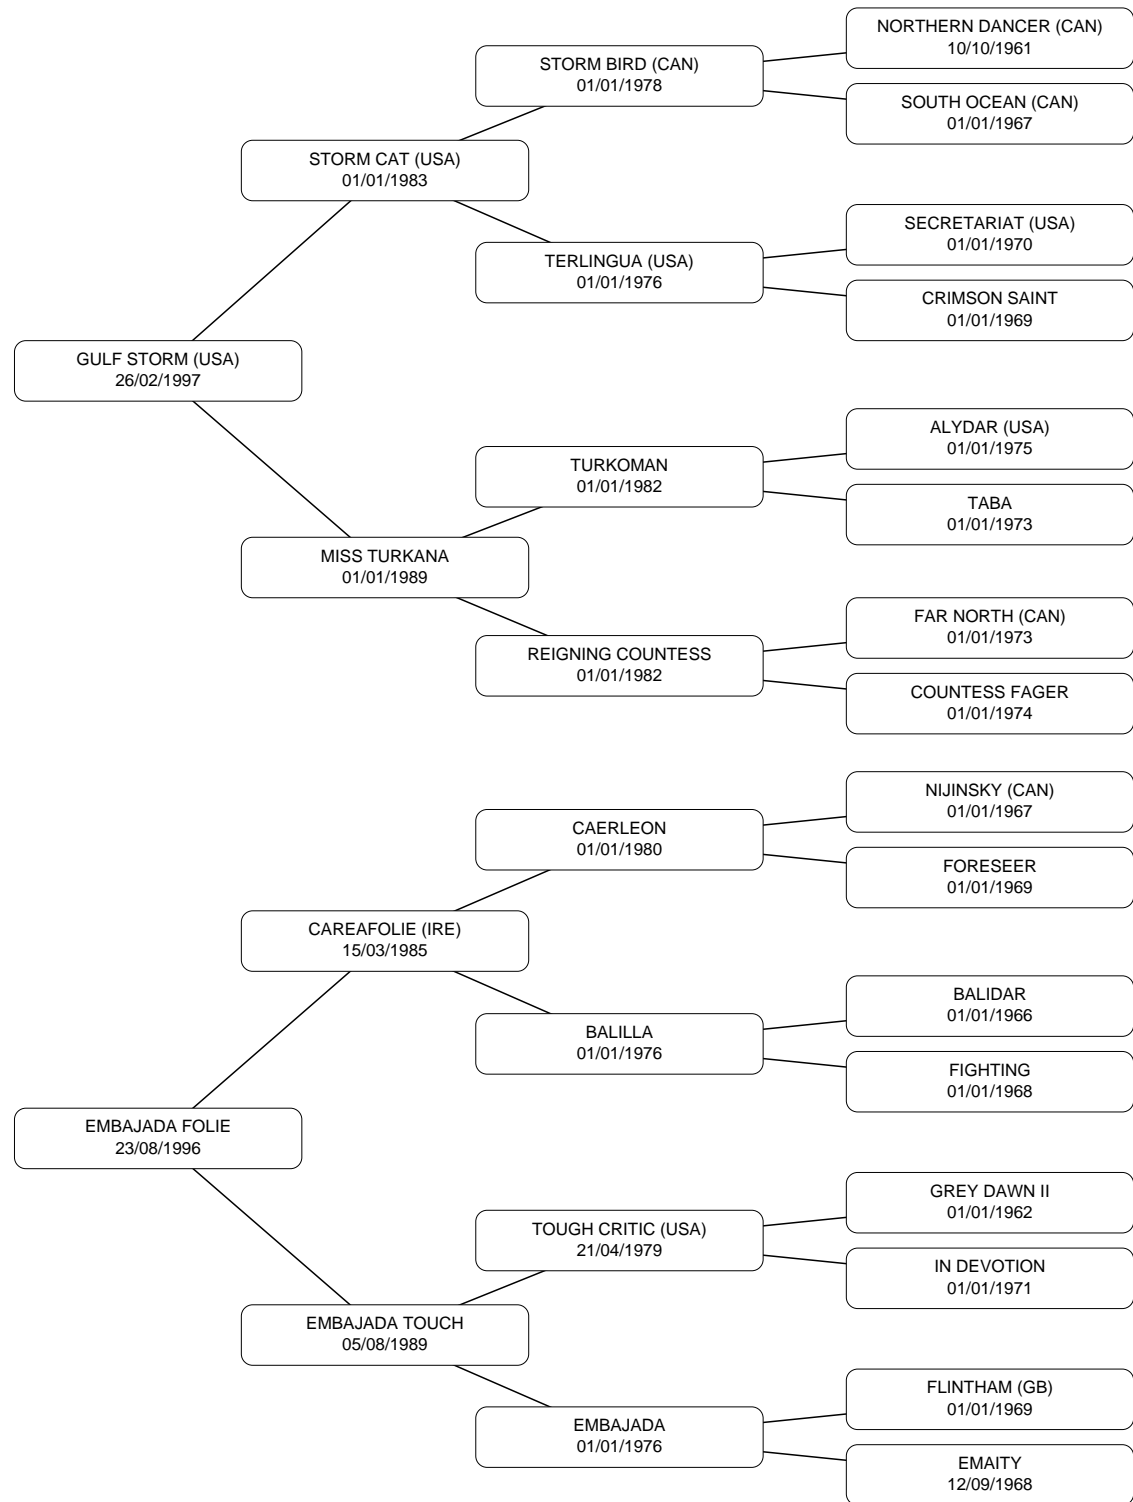 NORTHERN DANCER (CAN)
10/10/1961
STORM BIRD (CAN)
01/01/1978
SOUTH OCEAN (CAN)
01/01/1967
STORM CAT (USA)
01/01/1983
SECRETARIAT (USA)
01/01/1970
TERLINGUA (USA)
01/01/1976
CRIMSON SAINT
01/01/1969
GULF STORM (USA)
26/02/1997
ALYDAR (USA)
01/01/1975
TURKOMAN
01/01/1982
TABA
01/01/1973
MISS TURKANA
01/01/1989
FAR NORTH (CAN)
01/01/1973
REIGNING COUNTESS
01/01/1982
COUNTESS FAGER
01/01/1974
NIJINSKY (CAN)
01/01/1967
CAERLEON
01/01/1980
FORESEER
01/01/1969
CAREAFOLIE (IRE)
15/03/1985
BALIDAR
01/01/1966
BALILLA
01/01/1976
FIGHTING
01/01/1968
EMBAJADA FOLIE
23/08/1996
GREY DAWN II
01/01/1962
TOUGH CRITIC (USA)
21/04/1979
IN DEVOTION
01/01/1971
EMBAJADA TOUCH
05/08/1989
FLINTHAM (GB)
01/01/1969
EMBAJADA
01/01/1976
EMAITY
12/09/1968